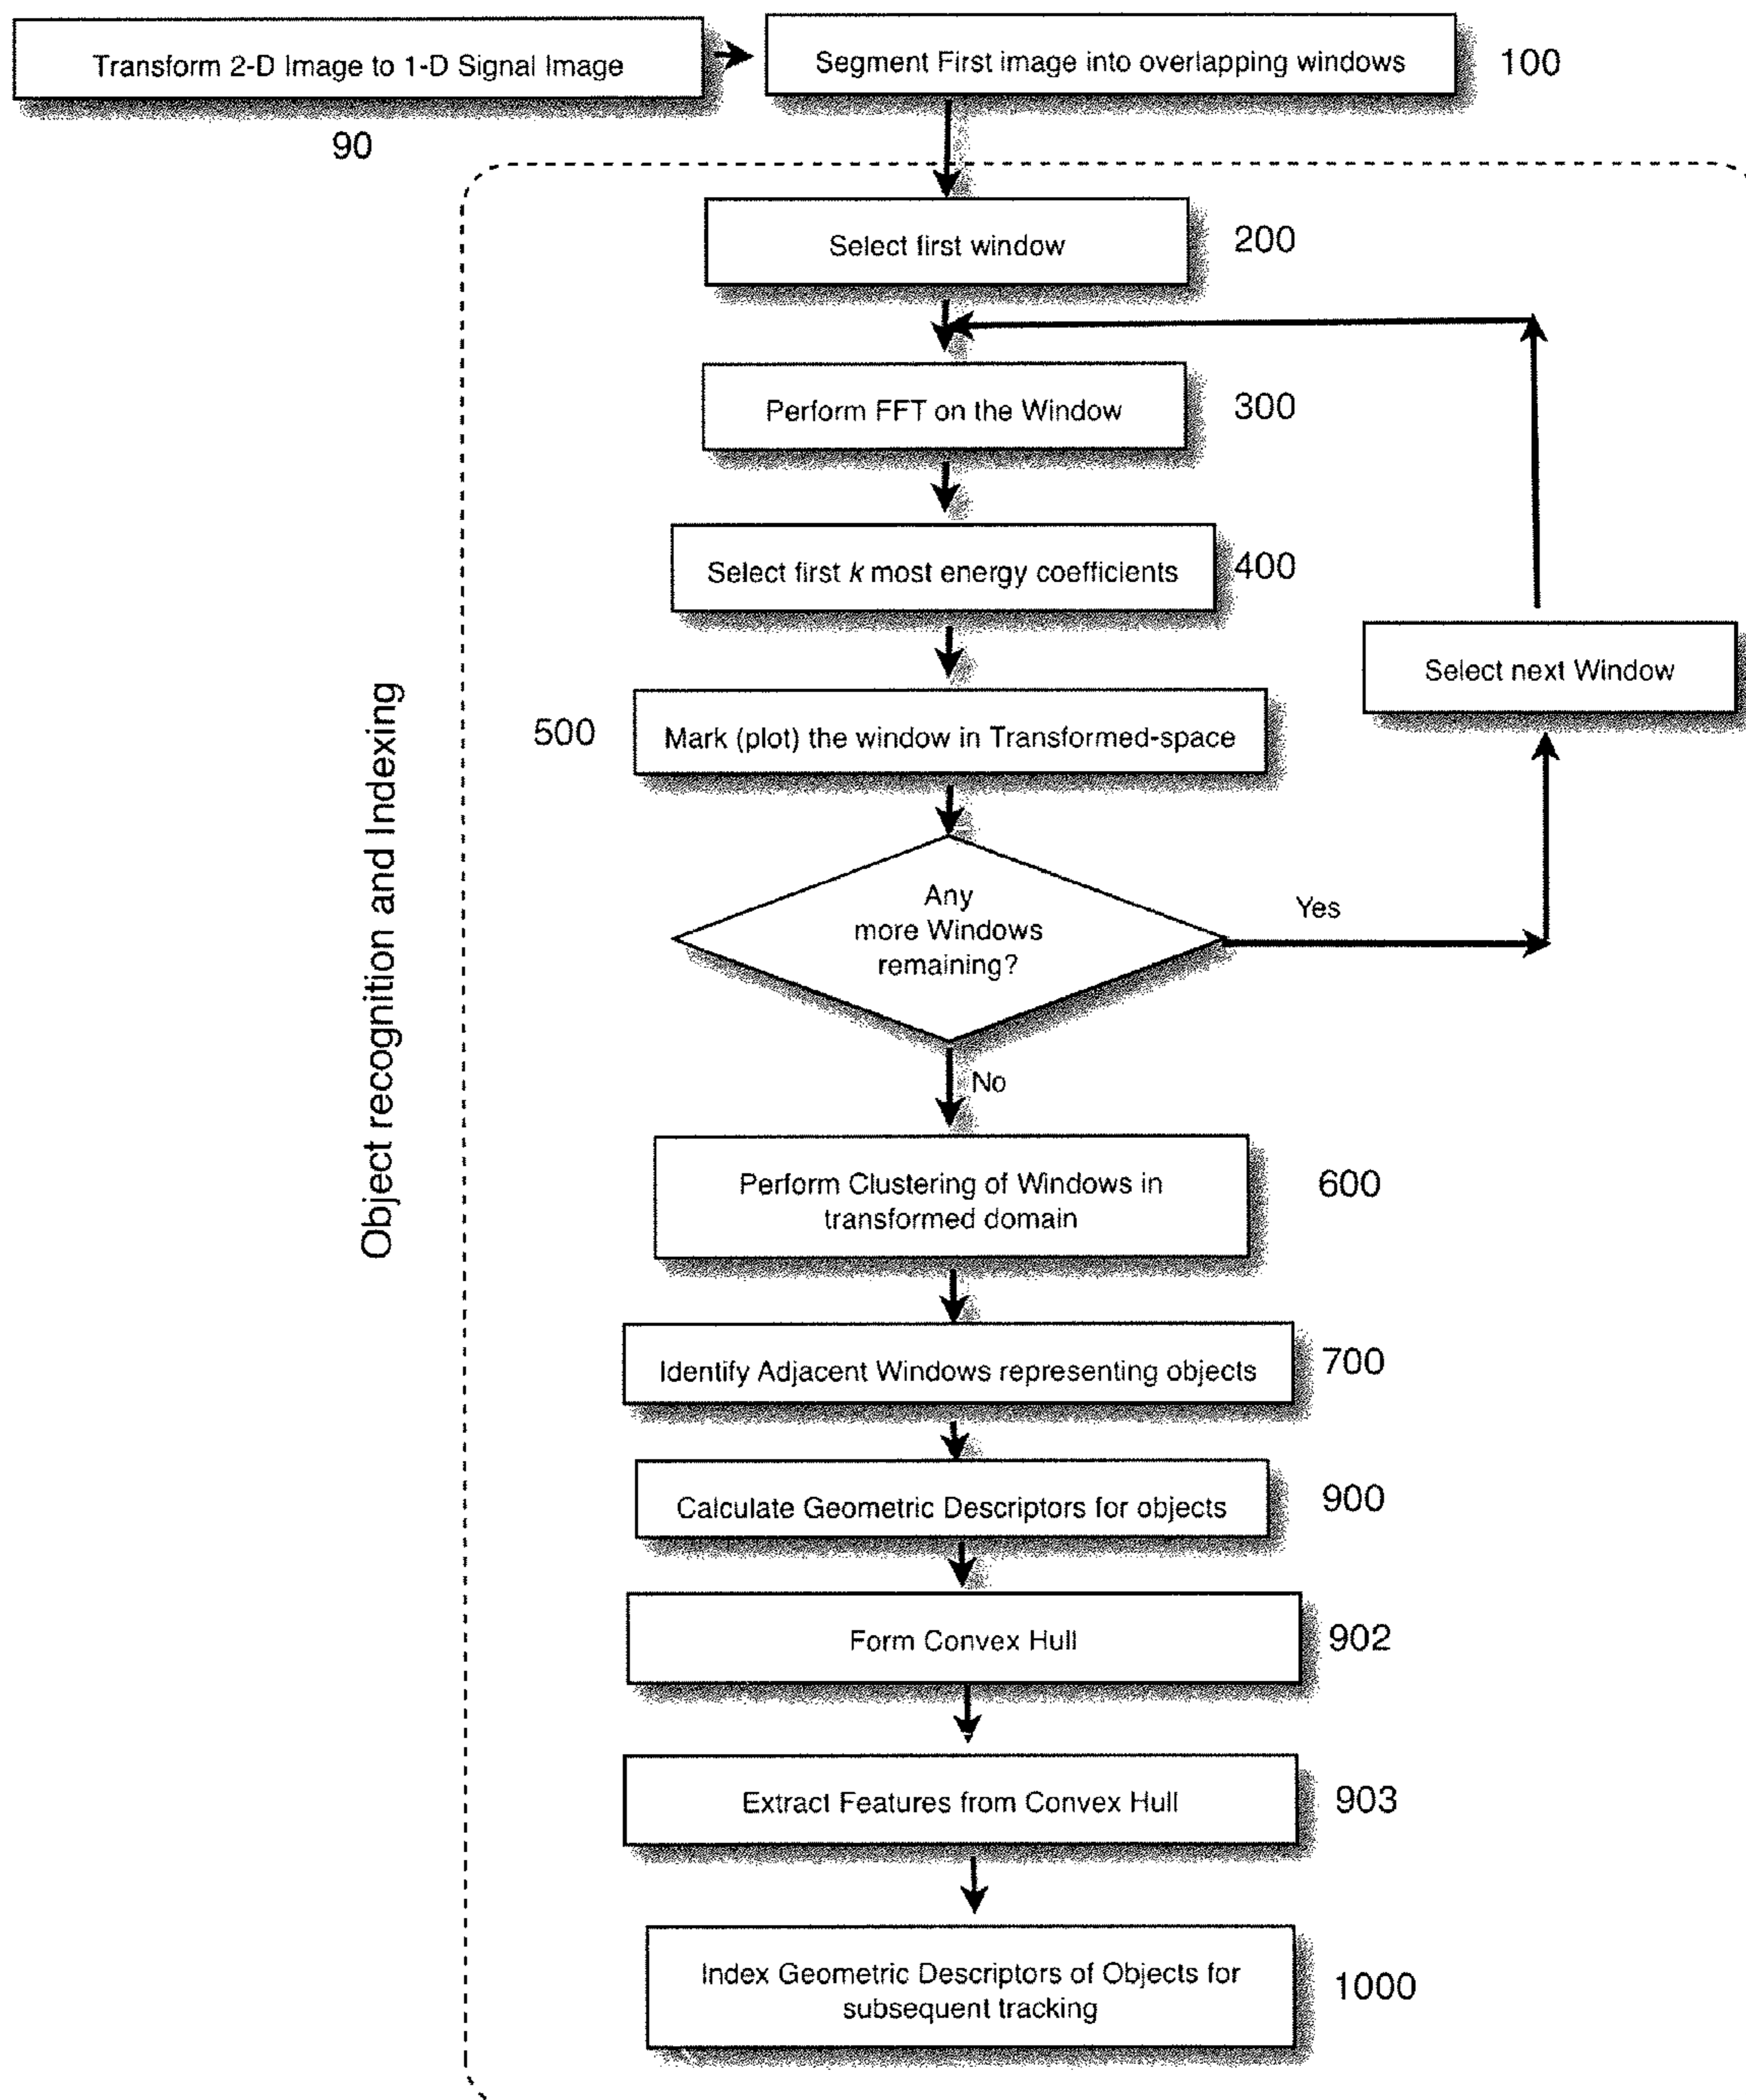 Transform 2-D Image to 1-D Signal Image
90
Segment First image into overlapping windows
100
Select first window
200
Perform FFT on the Window
300
Select first k most energy coefficients
400
Select next Window
500
Mark (plot) the window in Transformed-space
Any
more Windows
remaining?
Yes
No
Object recognition and Indexing
Perform Clustering of Windows in
transformed domain
600
Identify Adjacent Windows representing objects
700
Calculate Geometric Descriptors for objects
900
Form Convex Hull
902
Extract Features from Convex Hull
903
Index Geometric Descriptors of Objects for
subsequent tracking
1000